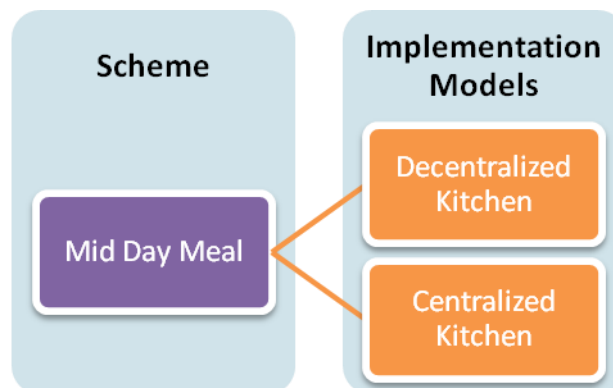 Scheme
Mid Day Meal
Implementation
Models
Decentralized
Kitchen
Centralized
Kitchen